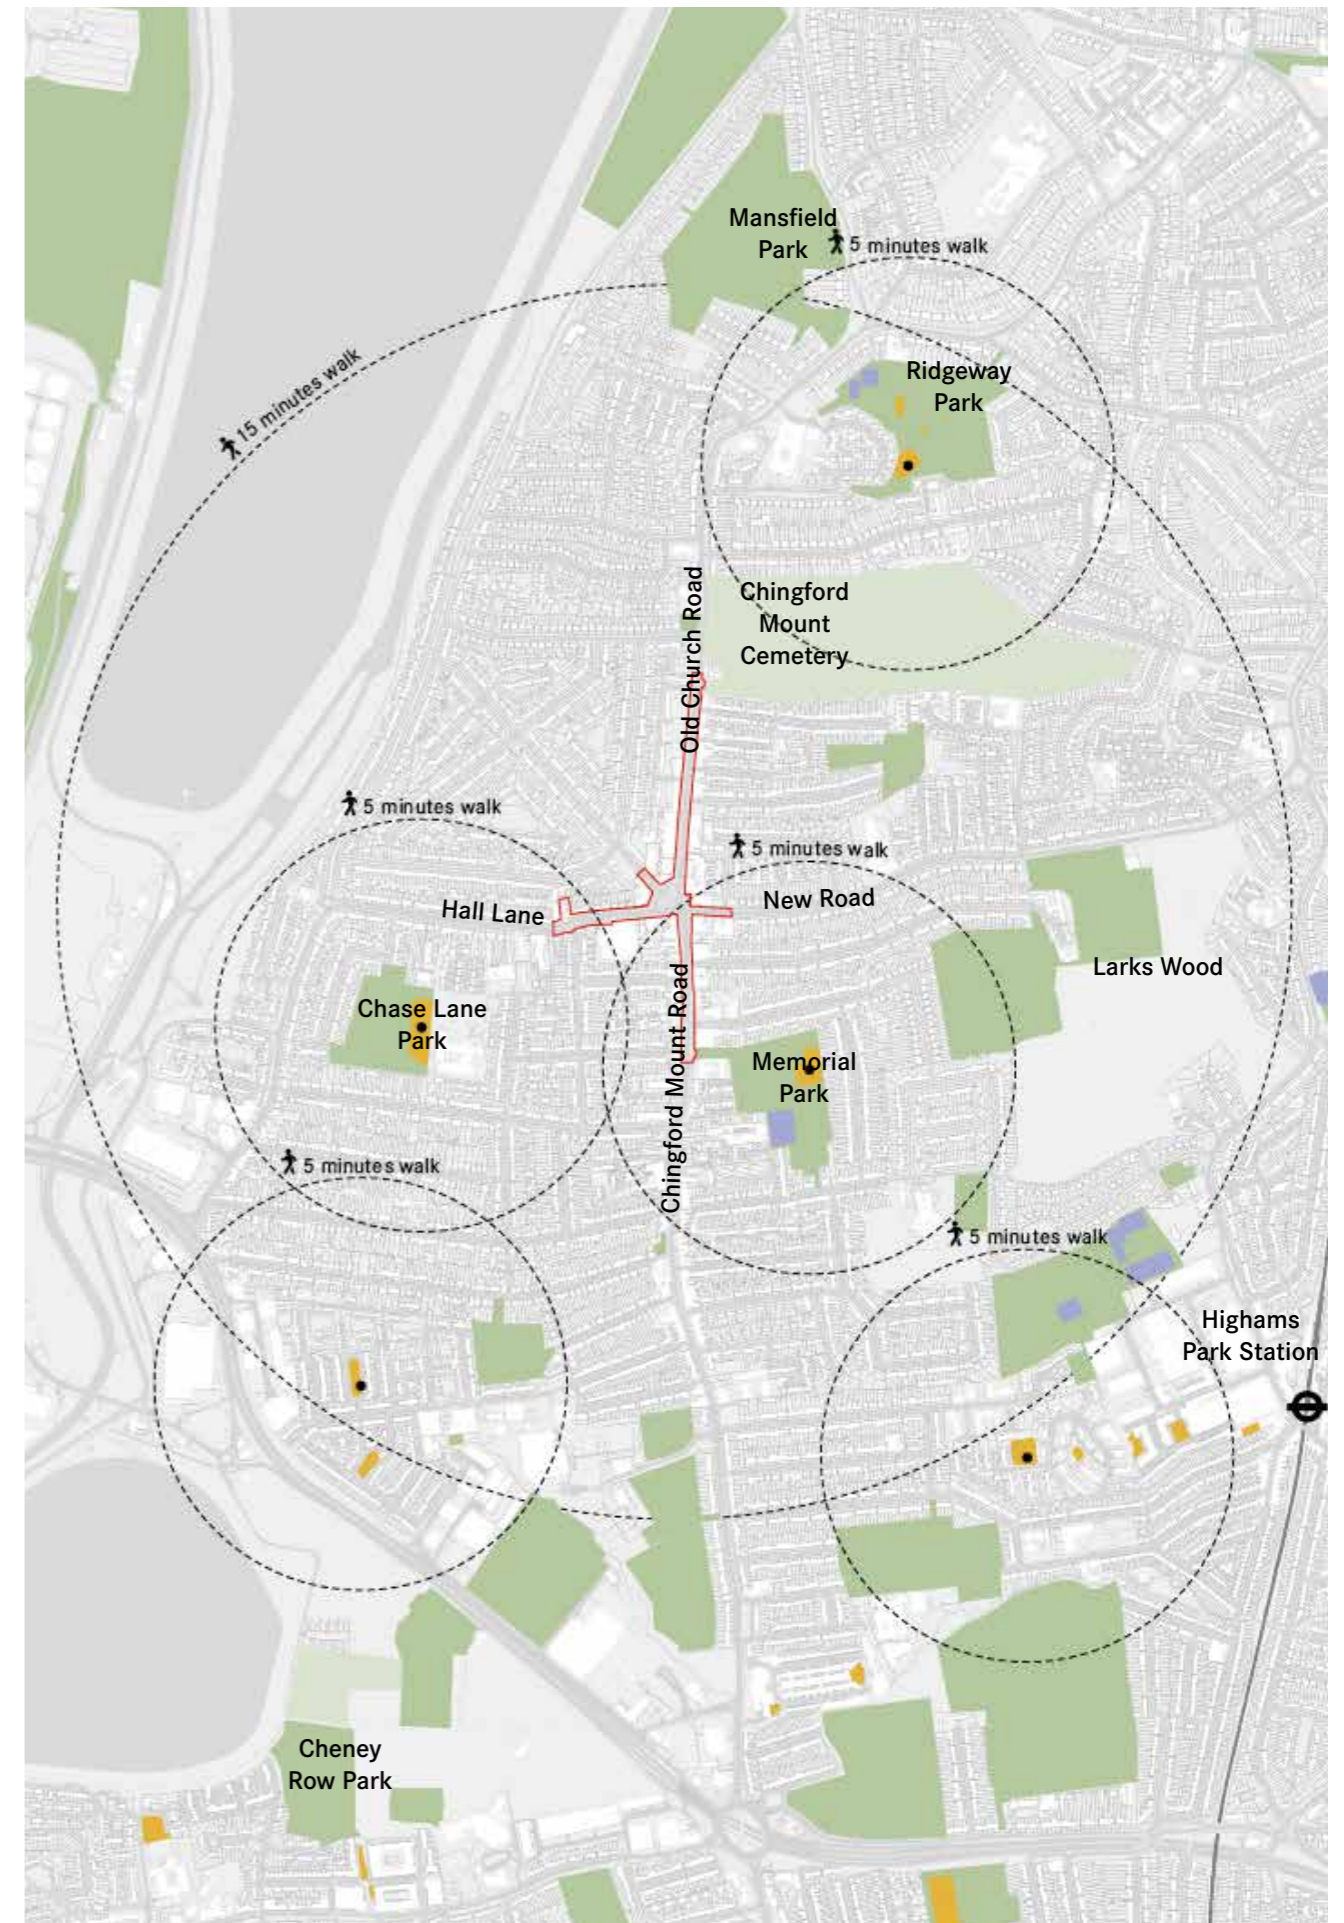 Mansfield
Park
5 minutes walk
15 minutes walk
Ridgeway
Park
Chingford
Mount
Cemetery
Old Church Road
5 minutes walk
5 minutes walk
Hall Lane
New Road
Larks Wood
Chase Lane
Park
Chingford Mount Road
Memorial
Park
5 minutes walk
5 minutes walk
Highams
Park Station
Cheney
Row Park